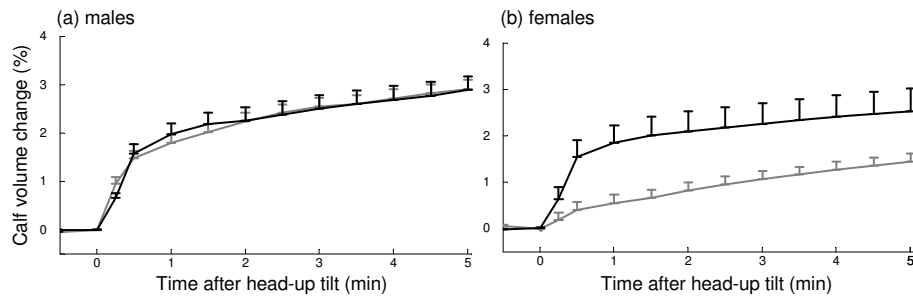 (a) males
(b) females
Calf volume change (%)
4
3
2
1
0
0 1 2 3 4 5
Time after head-up tilt (min)
4
3
2
1
0
0 1 2 3 4 5
Time after head-up tilt (min)